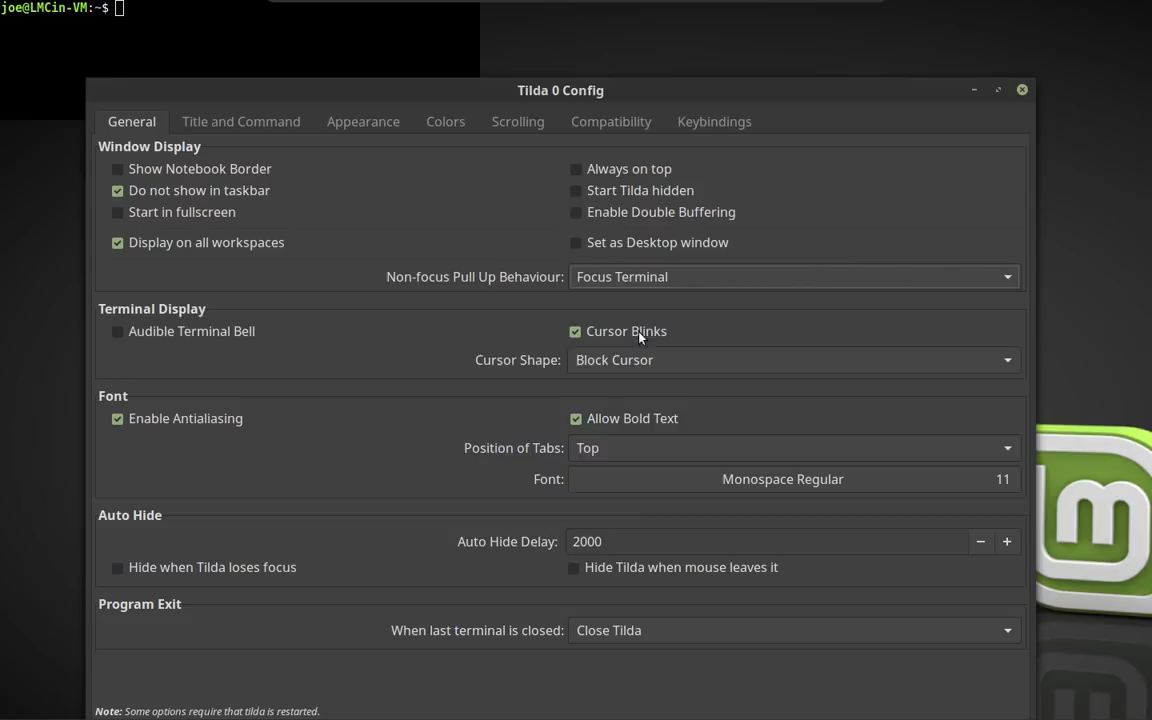 joe@LMCin-VM:~$
Tilda 0 Config
General Title and Command Appearance Colors Scrolling Compatibility Keybindings
Window Display
Show Notebook Border Always on top
Do not show in taskbar Start Tilda hidden
Start in fullscreen Enable Double Buffering
Display on all workspaces Set as Desktop window
Non-focus Pull Up Behaviour: Focus Terminal
Terminal Display
Audible Terminal Bell Cursor Blinks
Cursor Shape: Block Cursor
Font
Enable Antialiasing Allow Bold Text
Position of Tabs: Top
Font: Monospace Regular 11
Auto Hide
Auto Hide Delay: 2000 − +
Hide when Tilda loses focus Hide Tilda when mouse leaves it
Program Exit
When last terminal is closed: Close Tilda
Note: Some options require that tilda is restarted.